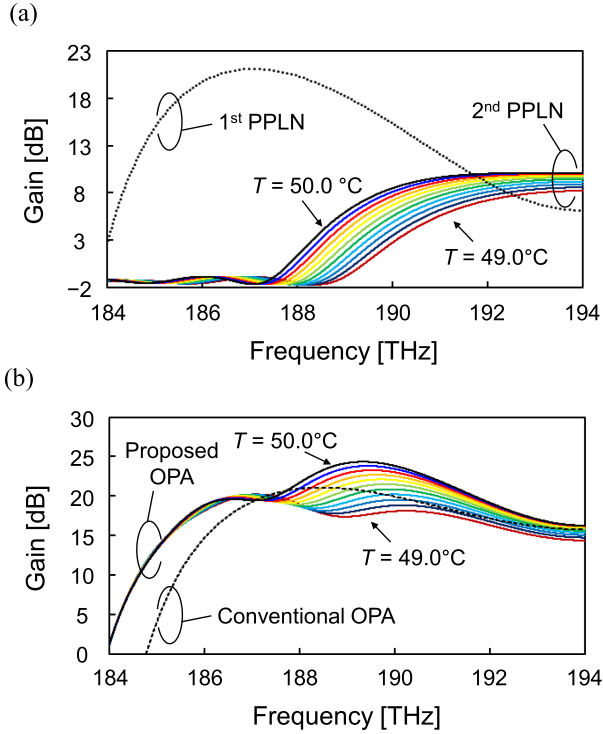 (a)
23
18
13
8
3
−2
Gain [dB]
1st PPLN
2nd PPLN
T = 50.0 °C
T = 49.0°C
184 186 188 190 192 194
Frequency [THz]
(b)
30
25
20
15
10
5
0
Gain [dB]
Proposed
OPA
T = 50.0°C
T = 49.0°C
Conventional OPA
184 186 188 190 192 194
Frequency [THz]